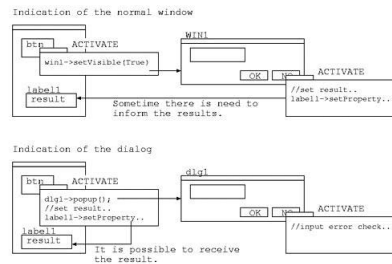 Indication of the normal window
WIN1
btn ACTIVATE
win1->setVisible(True)
OK NO ACTIVATE
label1
result
//set result..
label1->setProperty..
Sometime there is need to
inform the results.
Indication of the dialog
dlg1
btn ACTIVATE
dlg1->popup();
//set result..
label1->setProperty..
OK NO ACTIVATE
label1
result
//input error check..
It is possible to receive
the result.